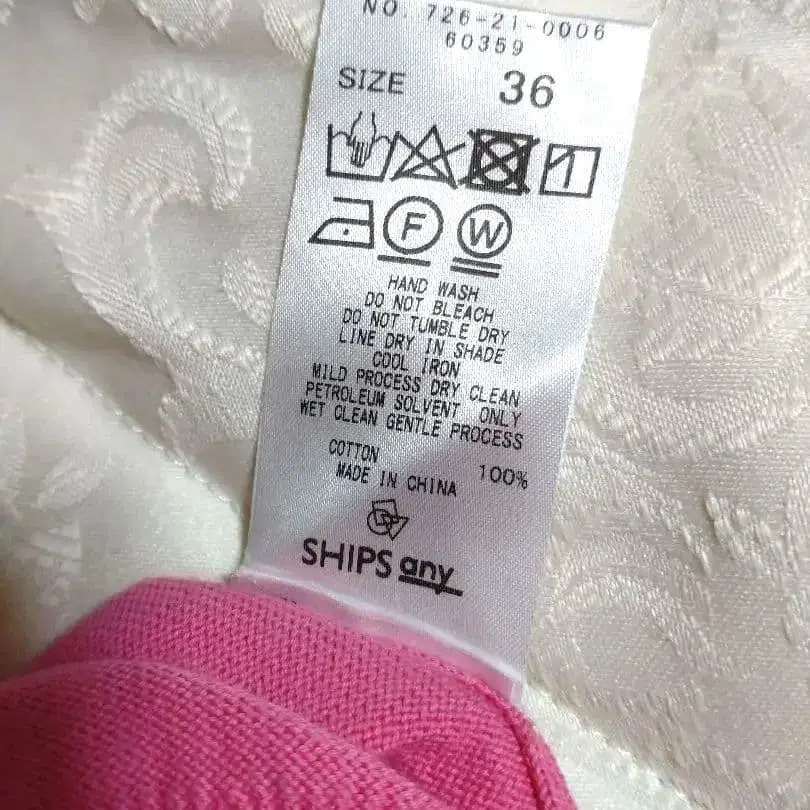 NO. 726-21-0006
60359
SIZE 36
F W
HAND WASH
DO NOT BLEACH
DO NOT TUMBLE DRY
LINE DRY IN SHADE
COOL IRON
MILD PROCESS DRY CLEAN
PETROLEUM SOLVENT ONLY
WET CLEAN GENTLE PROCESS
COTTON 100%
MADE IN CHINA
SHIPS any